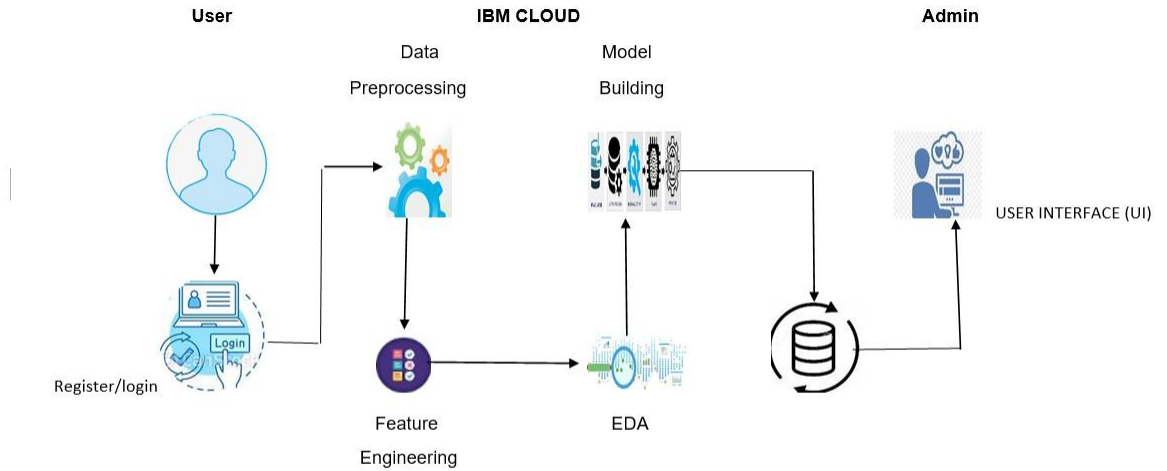 User
IBM CLOUD
Admin
Data
Preprocessing
Model
Building
USER INTERFACE (UI)
Login
Register/login
Feature
Engineering
EDA